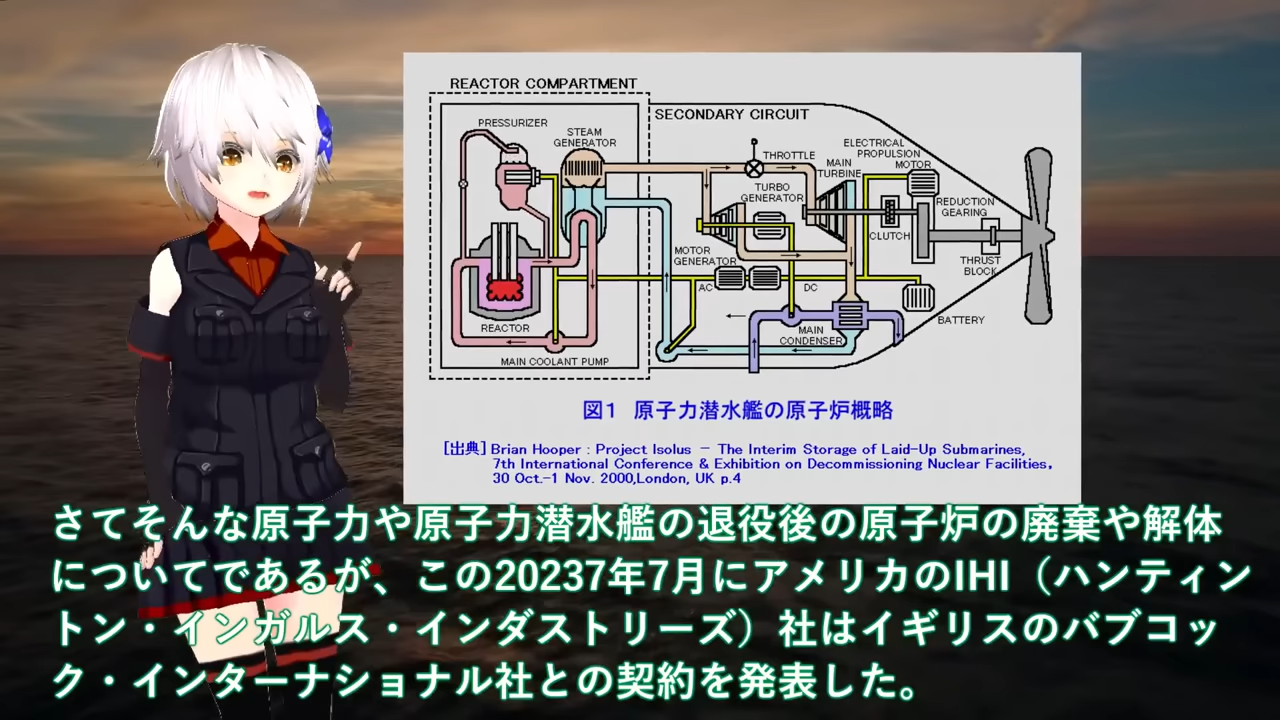 REACTOR COMPARTMENT
SECONDARY CIRCUIT
PRESSURIZER
STEAM
GENERATOR
THROTTLE
ELECTRICAL
PROPULSION
MOTOR
MAIN
TURBINE
TURBO
GENERATOR
REDUCTION
GEARING
CLUTCH
MOTOR
GENERATOR
THRUST
BLOCK
AC
DC
REACTOR
BATTERY
MAIN
CONDENSER
MAIN COOLANT PUMP
図1 原子力潜水艦の原子炉概略
[出典] Brian Hooper : Project Isolus － The Interim Storage of Laid-Up Submarines,
7th International Conference & Exhibition on Decommissioning Nuclear Facilities,
30 Oct.-1 Nov. 2000,London, UK p.4
さてそんな原子力や原子力潜水艦の退役後の原子炉の廃棄や解体
についてであるが、この20237年7月にアメリカのIHI（ハンティン
トン・インガルス・インダストリーズ）社はイギリスのバブコッ
ク・インターナショナル社との契約を発表した。